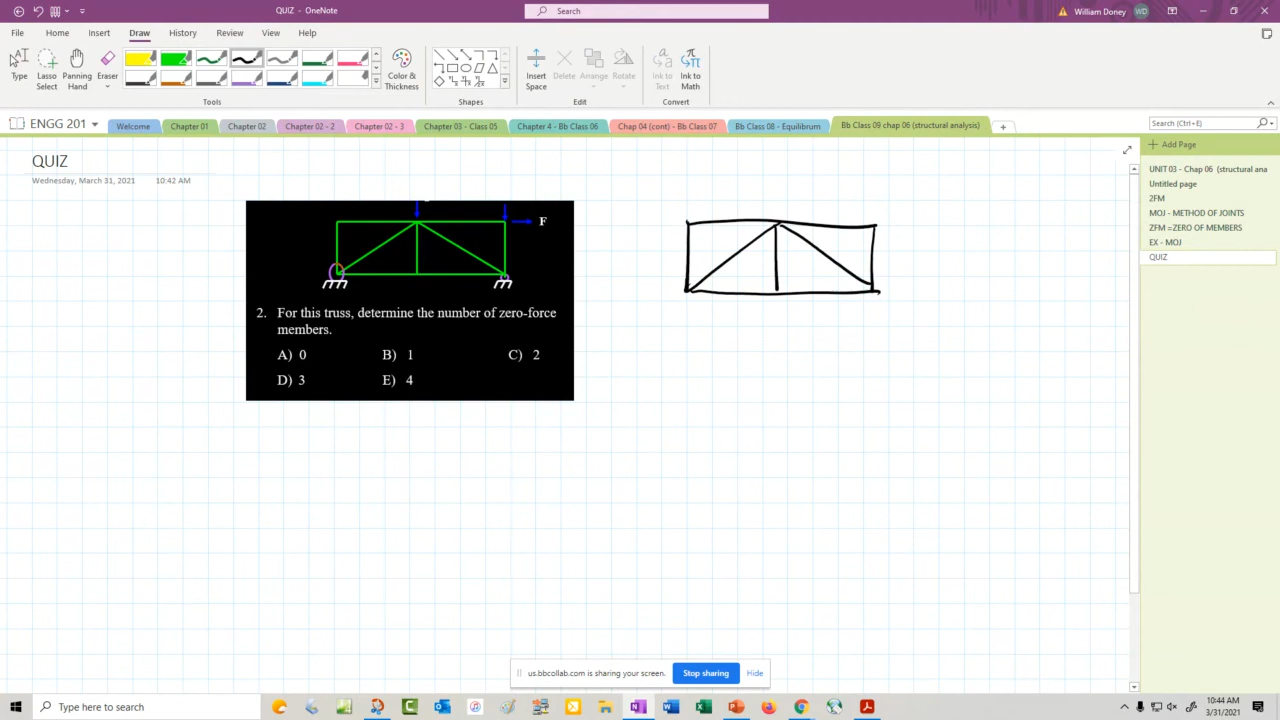 QUIZ - OneNote
Search
William Doney
WD
File
Home
Insert
Draw
History
Review
View
Help
Type
Lasso Select
Panning Hand
Eraser
Color & Thickness
Insert Space
Delete
Arrange
Rotate
Ink to Text
Ink to Math
Tools
Shapes
Edit
Convert
ENGG 201
Welcome
Chapter 01
Chapter 02
Chapter 02 - 2
Chapter 02 - 3
Chapter 03 - Class 05
Chapter 4 - Bb Class 06
Chap 04 (cont) - Bb Class 07
Bb Class 08 - Equilibrium
Bb Class 09 chap 06 (structural analysis)
Search (Ctrl+E)
Add Page
UNIT 03 - Chap 06 (structural ana
Untitled page
2FM
MOJ - METHOD OF JOINTS
ZFM =ZERO OF MEMBERS
EX - MOJ
QUIZ
QUIZ
Wednesday, March 31, 2021 10:42 AM
F
2. For this truss, determine the number of zero-force
members.
A) 0 B) 1 C) 2
D) 3 E) 4
us.bbcollab.com is sharing your screen.
Stop sharing
Hide
Type here to search
10:44 AM
3/31/2021